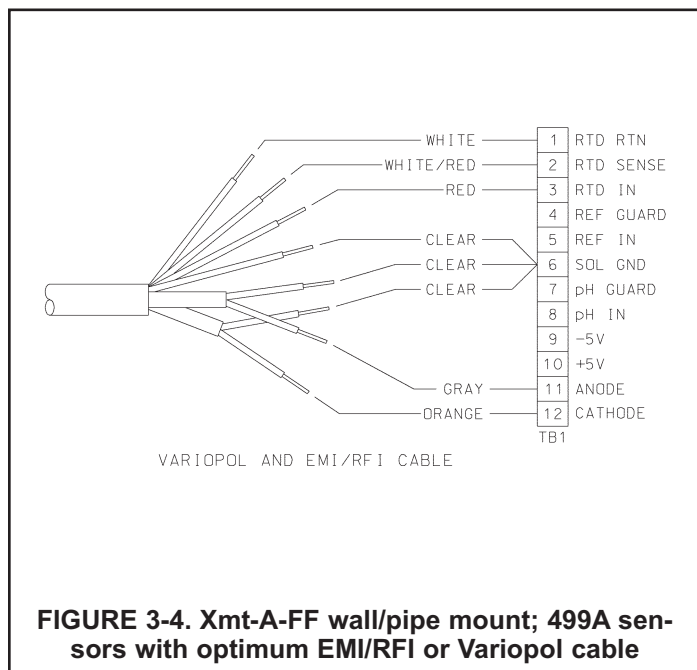 WHITE 1 RTD RTN
WHITE/RED 2 RTD SENSE
RED 3 RTD IN
4 REF GUARD
CLEAR 5 REF IN
CLEAR 6 SOL GND
CLEAR 7 pH GUARD
8 pH IN
9 -5V
10 +5V
GRAY 11 ANODE
ORANGE 12 CATHODE
TB1
VARIOPOL AND EMI/RFI CABLE
FIGURE 3-4. Xmt-A-FF wall/pipe mount; 499A sen-
sors with optimum EMI/RFI or Variopol cable